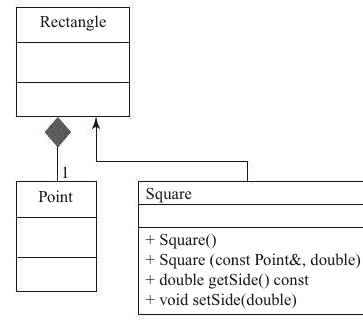 Rectangle
1
Point
Square
+ Square()
+ Square (const Point&, double)
+ double getSide() const
+ void setSide(double)